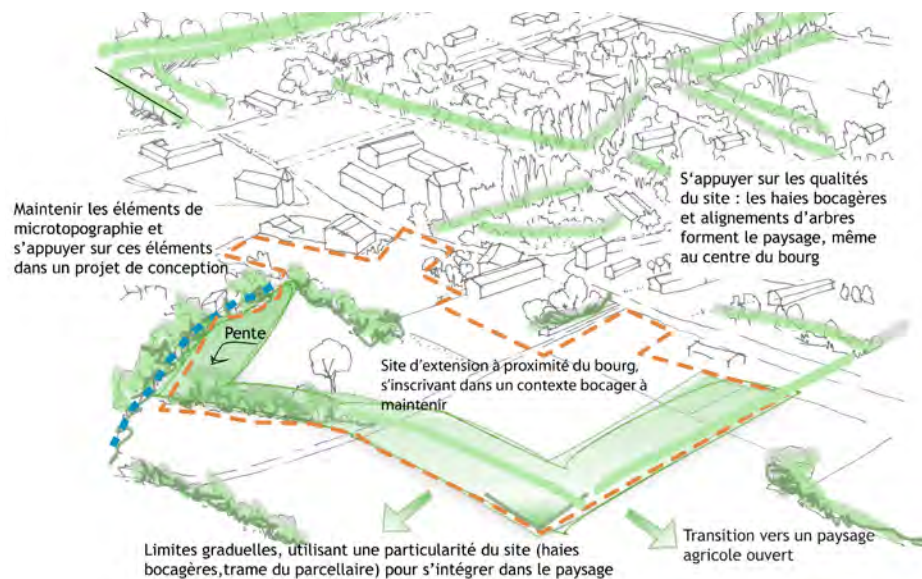 S'appuyer sur les qualités
du site : les haies bocagères
et alignements d'arbres
forment le paysage, même
au centre du bourg
Maintenir les éléments de
microtopographie et
s'appuyer sur ces éléments
dans un projet de conception
Pente
Site d'extension à proximité du bourg,
s'inscrivant dans un contexte bocager à
maintenir
Limites graduelles, utilisant une particularité du site (haies
bocagères,trame du parcellaire) pour s'intégrer dans le paysage
Transition vers un paysage
agricole ouvert